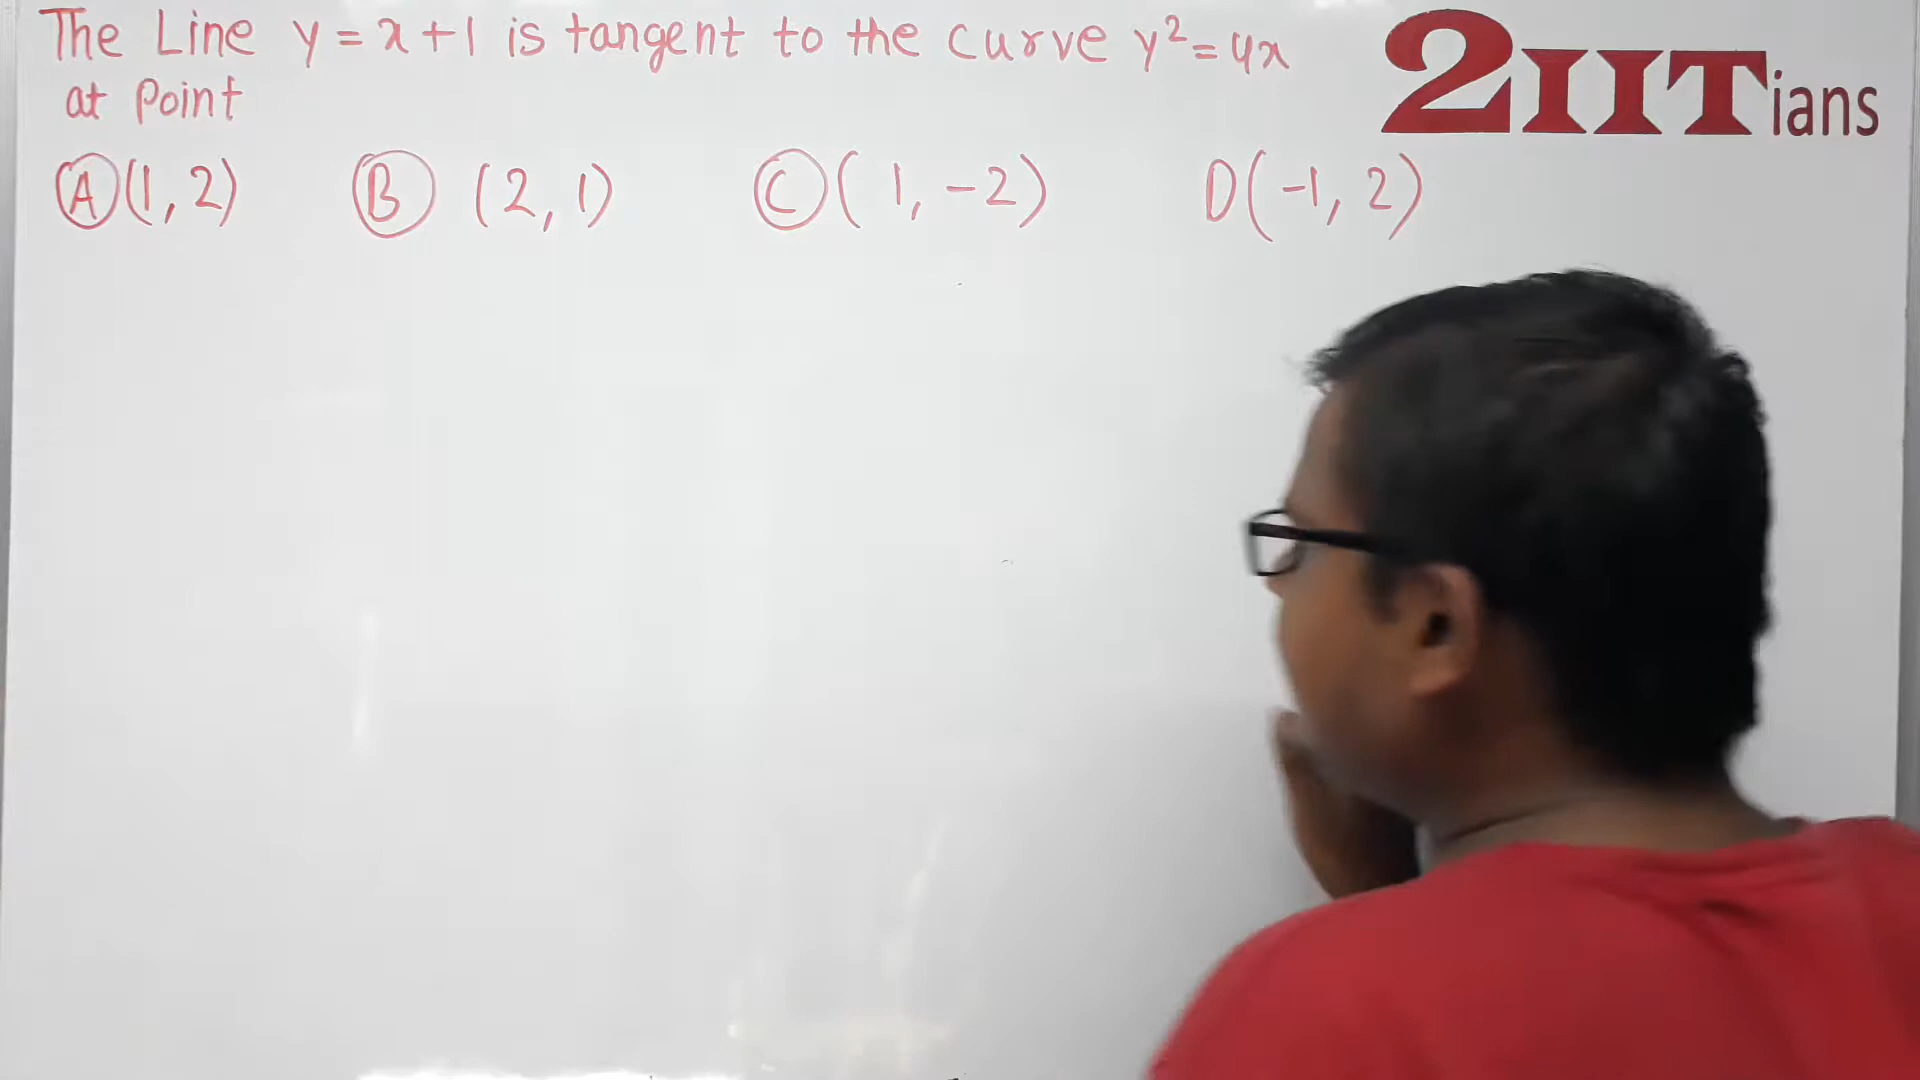 The Line y = x + 1 is tangent to the curve y² = 4x
at Point
(A) (1, 2) (B) (2, 1) (C) (1, -2) D (-1, 2)
2IITians